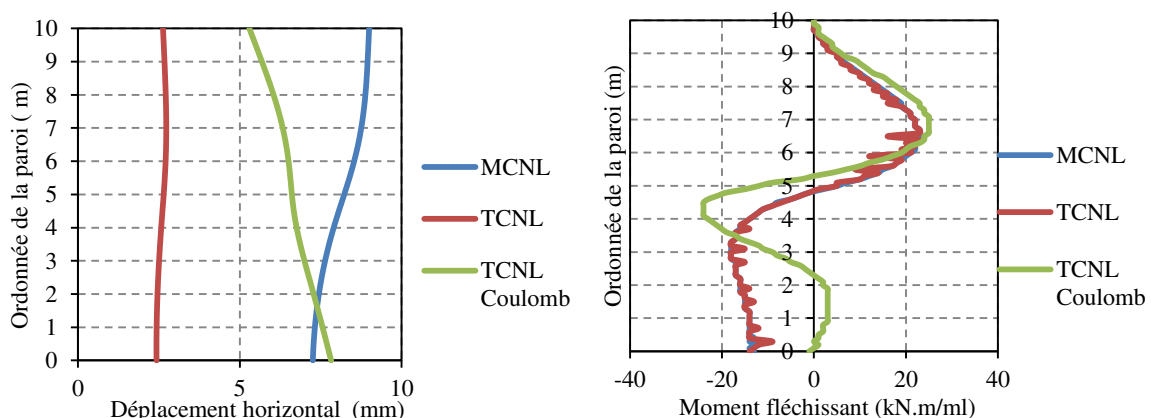 Ordonnée de la paroi ( m)
10
9
8
7
6
5
4
3
2
1
0
0 5 10
Déplacement horizontal (mm)
MCNL
TCNL
TCNL
Coulomb
Ordonnée de la paroi (m)
10
9
8
7
6
5
4
3
2
1
0
-40 -20 0 20 40
Moment fléchissant (kN.m/ml)
MCNL
TCNL
TCNL
Coulomb